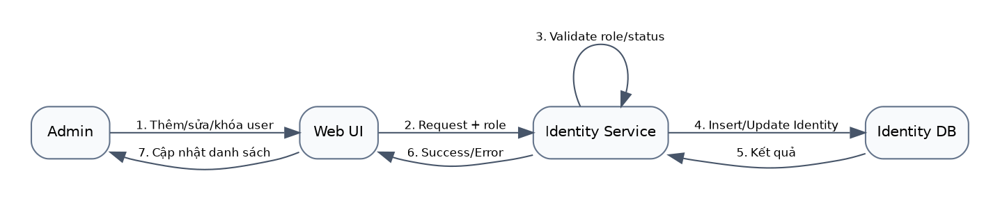 3. Validate role/status
Admin
1. Thêm/sửa/khóa user
Web UI
2. Request + role
Identity Service
4. Insert/Update Identity
Identity DB
7. Cập nhật danh sách
6. Success/Error
5. Kết quả